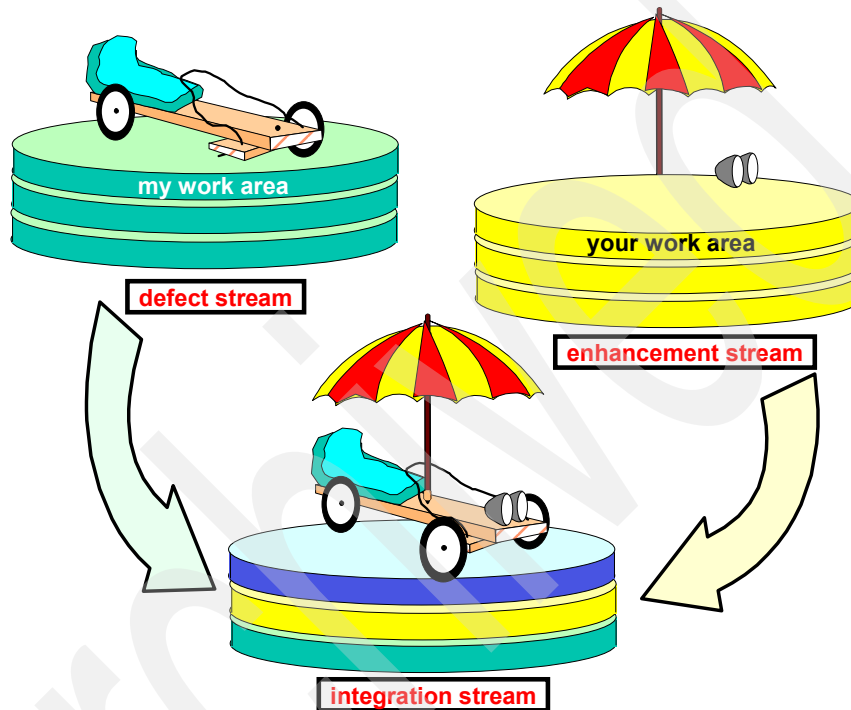 my work area
your work area
defect stream
enhancement stream
integration stream